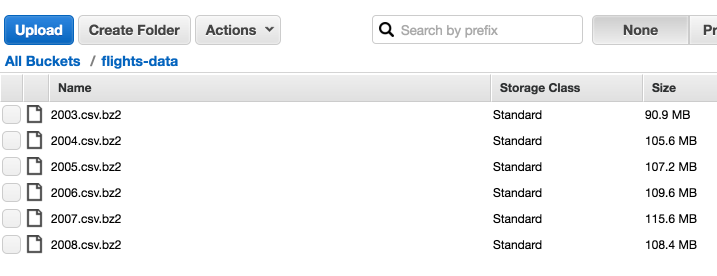 Upload Create Folder Actions Search by prefix None Pr
All Buckets / flights-data
Name Storage Class Size
2003.csv.bz2 Standard 90.9 MB
2004.csv.bz2 Standard 105.6 MB
2005.csv.bz2 Standard 107.2 MB
2006.csv.bz2 Standard 109.6 MB
2007.csv.bz2 Standard 115.6 MB
2008.csv.bz2 Standard 108.4 MB